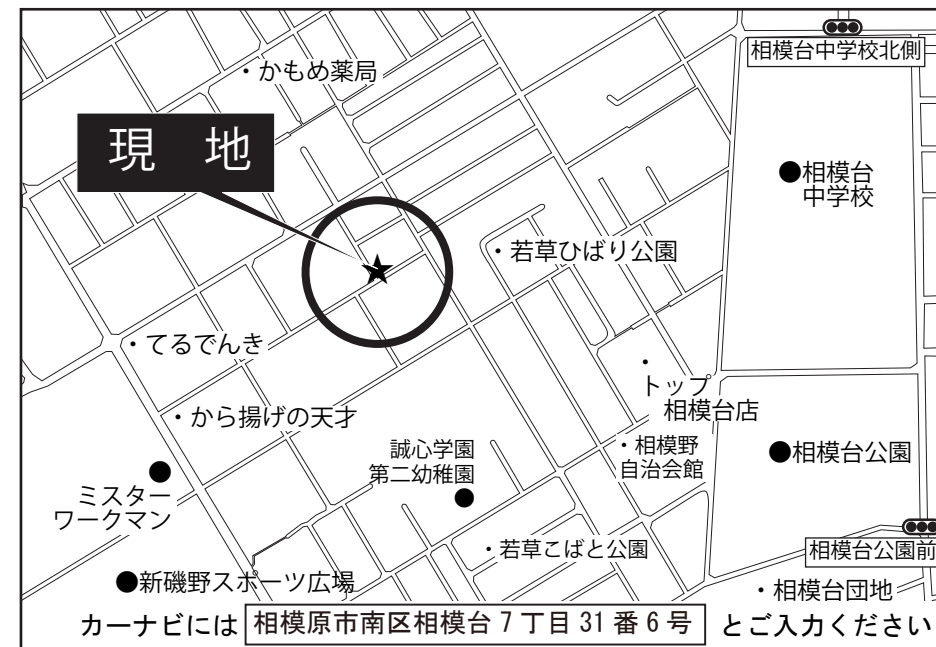 相模台中学校北側
・かもめ薬局
現 地
●相模台
中学校
・若草ひばり公園
・てるでんき
・
トップ
相模台店
・から揚げの天才
・相模野
自治会館
誠心学園
第二幼稚園
●相模台公園
ミスター
ワークマン
相模台公園前
・若草こばと公園
●新磯野スポーツ広場
・相模台団地
カーナビには 相模原市南区相模台7丁目31番6号 とご入力ください